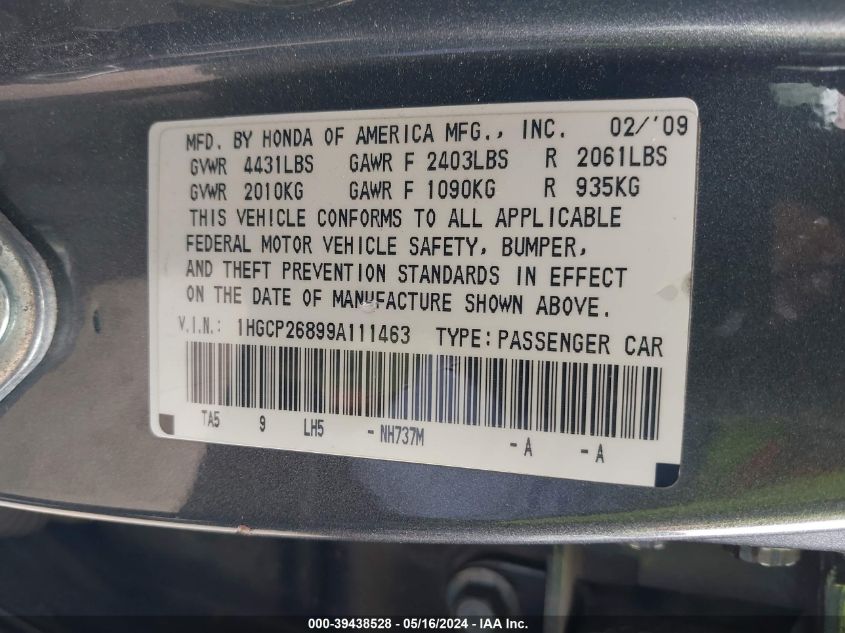 MFD. BY HONDA OF AMERICA MFG., INC. 02/'09
GVWR 4431LBS GAWR F 2403LBS R 2061LBS
GVWR 2010KG GAWR F 1090KG R 935KG
THIS VEHICLE CONFORMS TO ALL APPLICABLE
FEDERAL MOTOR VEHICLE SAFETY, BUMPER,
AND THEFT PREVENTION STANDARDS IN EFFECT
ON THE DATE OF MANUFACTURE SHOWN ABOVE.
V.I.N.: 1HGCP26899A111463 TYPE:PASSENGER CAR
TA5 9 LH5 - NH737M - A - A
000-39438528 - 05/16/2024 - IAA Inc.